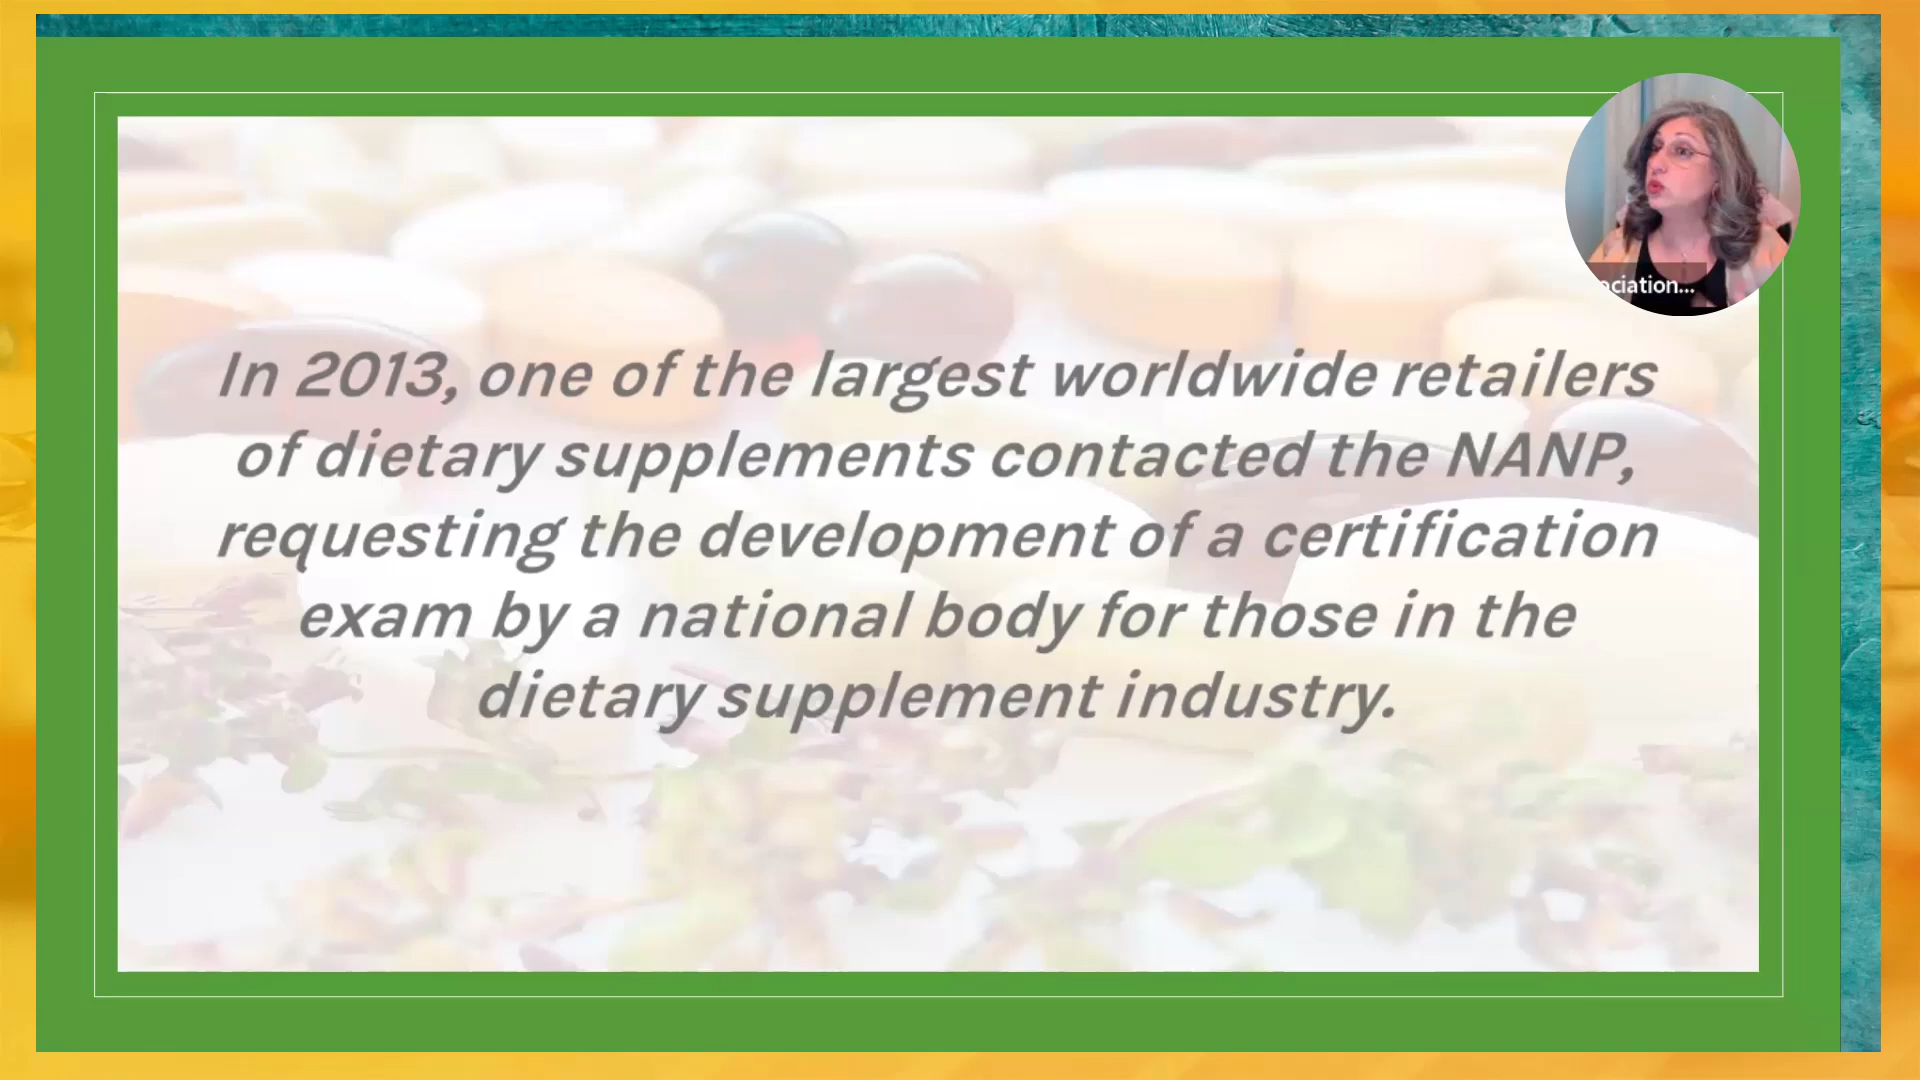 ociation...
In 2013, one of the largest worldwide retailers
of dietary supplements contacted the NANP,
requesting the development of a certification
exam by a national body for those in the
dietary supplement industry.